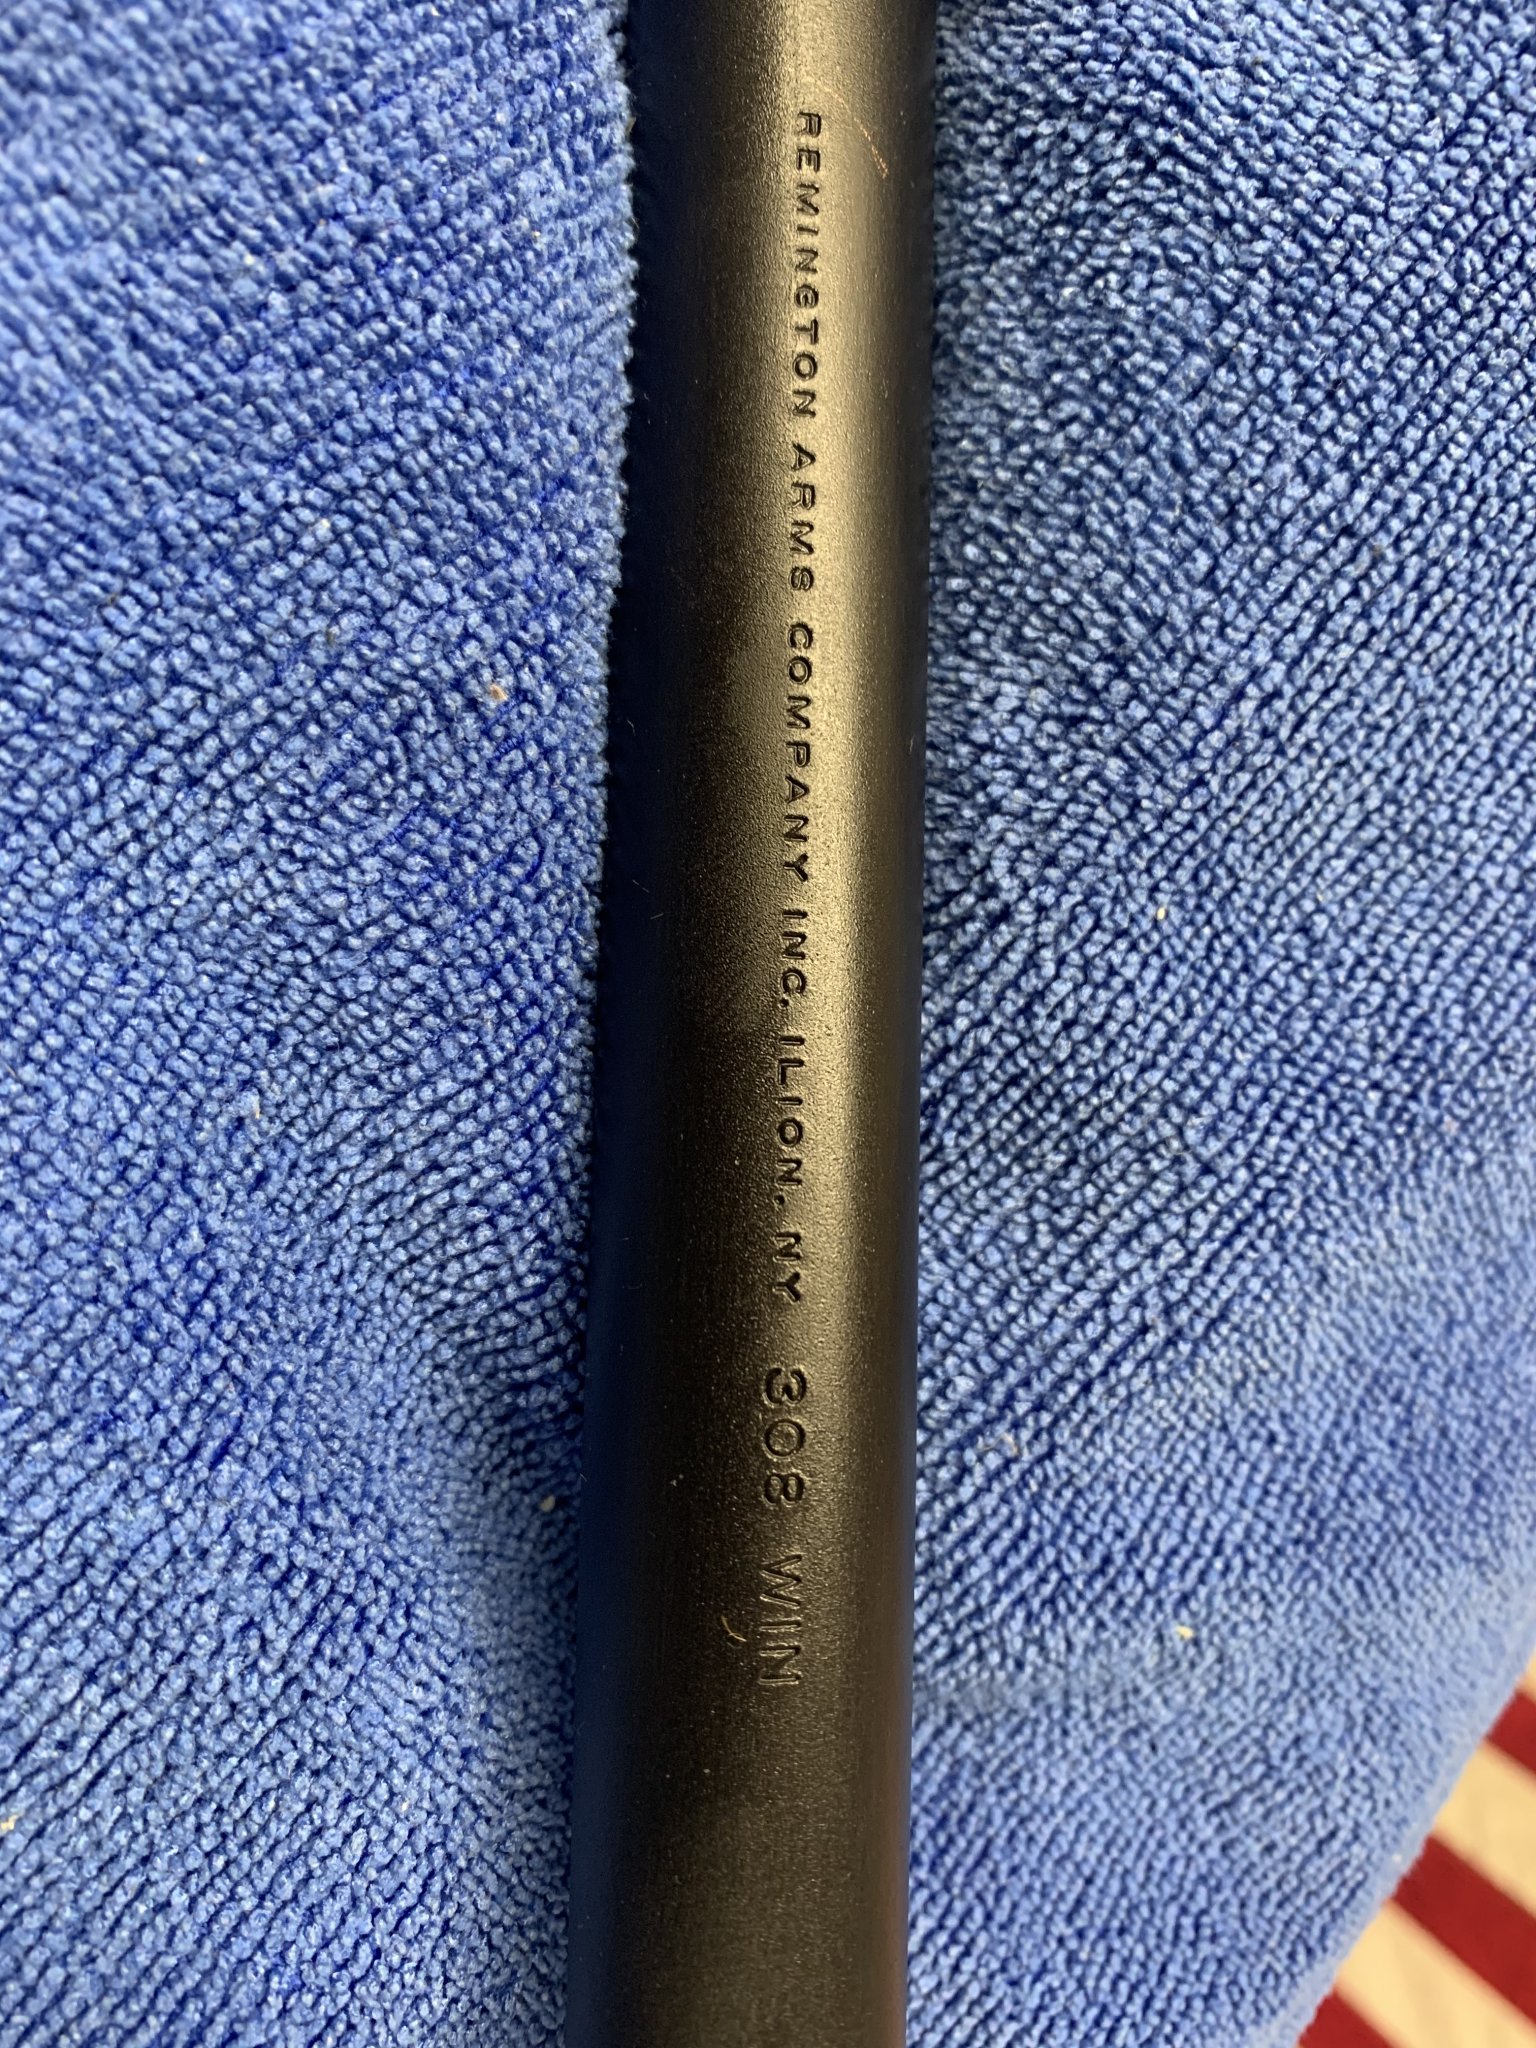 REMINGTON ARMS COMPANY INC. ILION, NY 308 WIN